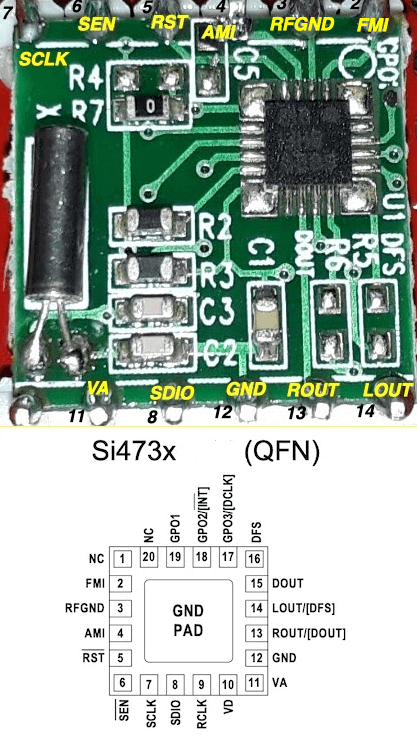 7 6 5 4 3 2
SCLK SEN RST AMI RFGND FMI
R4 C5 GPO1
R7 0
X
U1
R2 DOUT R6 R5 DFS
R3 C1
C3
C2
VA SDIO GND ROUT LOUT
11 8 12 13 14
Si473x (QFN)
NC GPO1 GPO2/[INT] GPO3/[DCLK] DFS
NC 1 20 19 18 17 16
FMI 2 15 DOUT
RFGND 3 GND 14 LOUT/[DFS]
AMI 4 PAD 13 ROUT/[DOUT]
RST 5 12 GND
6 7 8 9 10 11 VA
SEN SCLK SDIO RCLK VD